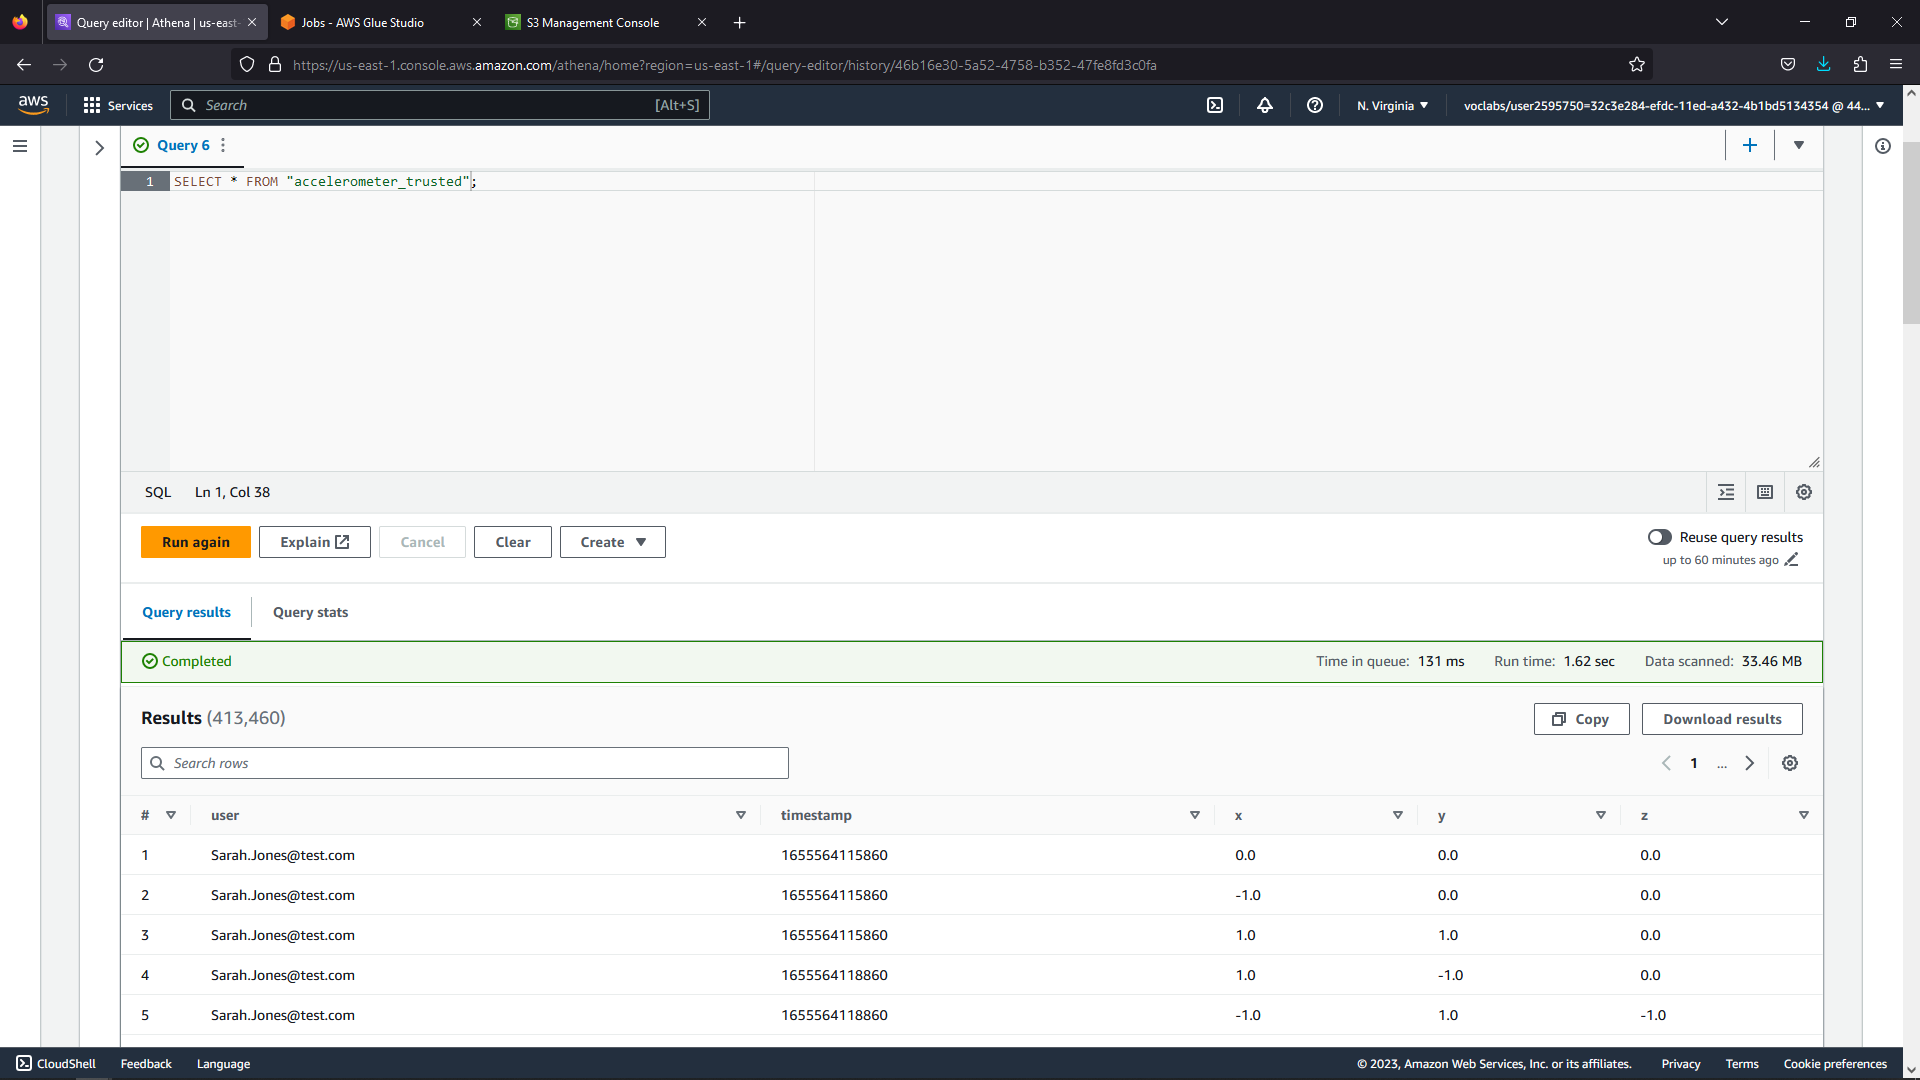 Query editor | Athena | us-east-
Jobs - AWS Glue Studio
S3 Management Console
https://us-east-1.console.aws.amazon.com/athena/home?region=us-east-1#/query-editor/history/46b16e30-5a52-4758-b352-47fe8fd3c0fa
aws
Services
Search
[Alt+S]
N. Virginia
voclabs/user2595750=32c3e284-efdc-11ed-a432-4b1bd5134354 @ 44...
Query 6
1 SELECT * FROM "accelerometer_trusted";
SQL Ln 1, Col 38
Run again
Explain
Cancel
Clear
Create
Reuse query results
up to 60 minutes ago
Query results
Query stats
Completed
Time in queue: 131 ms
Run time: 1.62 sec
Data scanned: 33.46 MB
Results (413,460)
Copy
Download results
Search rows
1 ...
# user timestamp x y z
1 Sarah.Jones@test.com 1655564115860 0.0 0.0 0.0
2 Sarah.Jones@test.com 1655564115860 -1.0 0.0 0.0
3 Sarah.Jones@test.com 1655564115860 1.0 1.0 0.0
4 Sarah.Jones@test.com 1655564118860 1.0 -1.0 0.0
5 Sarah.Jones@test.com 1655564118860 -1.0 1.0 -1.0
CloudShell
Feedback
Language
© 2023, Amazon Web Services, Inc. or its affiliates.
Privacy
Terms
Cookie preferences